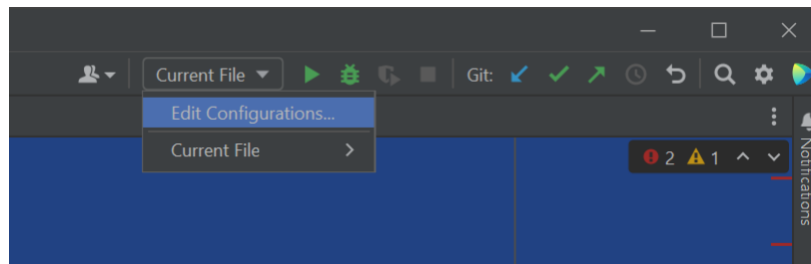 Current File
Git:
Edit Configurations...
Current File
2 1
Notifications